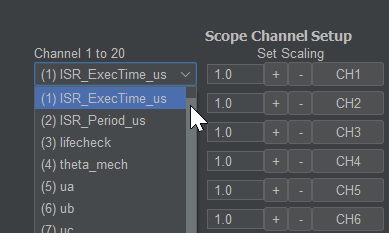 Scope Channel Setup
Channel 1 to 20
Set Scaling
(1) ISR_ExecTime_us
1.0 + - CH1
(1) ISR_ExecTime_us
1.0 + - CH2
(2) ISR_Period_us
(3) lifecheck
1.0 + - CH3
(4) theta_mech
1.0 + - CH4
(5) ua
1.0 + - CH5
(6) ub
1.0 + - CH6
(7) uc